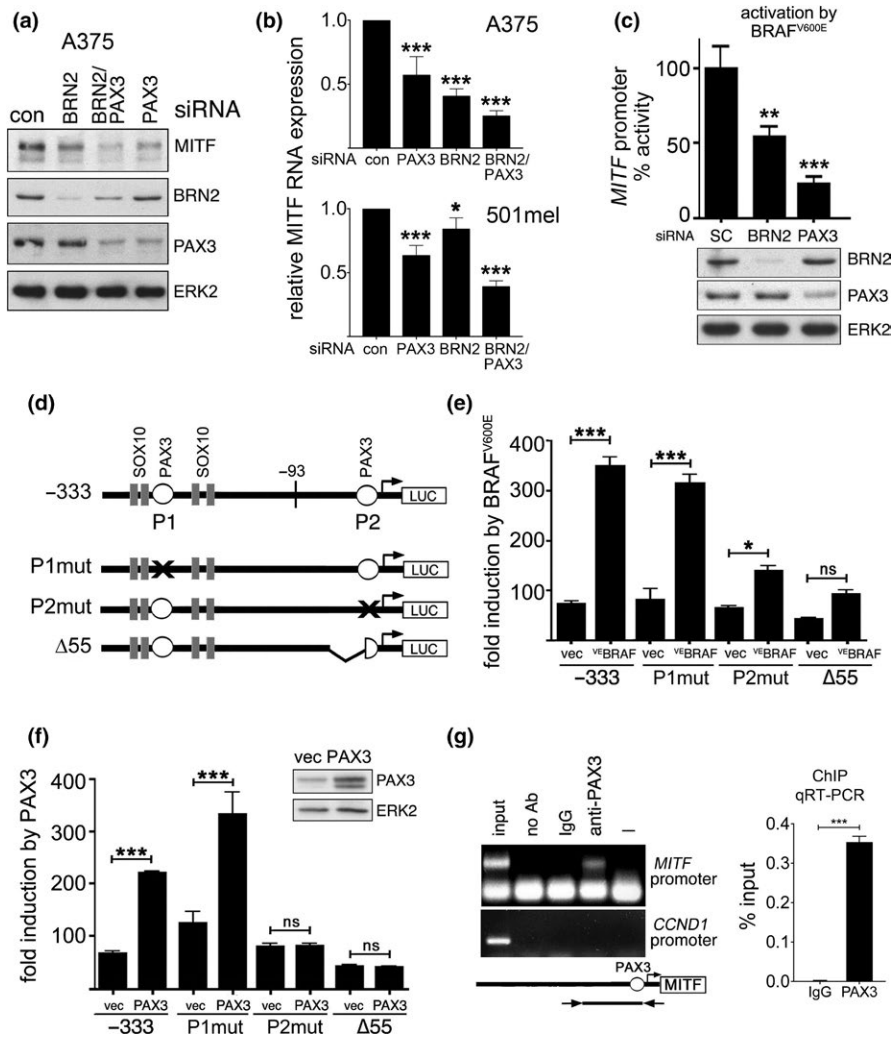 (a)
A375
con
BRN2
BRN2/
PAX3
PAX3
siRNA
MITF
BRN2
PAX3
ERK2
(b)
relative MITF RNA expression
A375
1.0
0.5
***
***
***
siRNA
con
PAX3
BRN2
BRN2/
PAX3
501mel
1.0
0.5
***
*
***
siRNA
con
PAX3
BRN2
BRN2/
PAX3
(c)
activation by
BRAFV600E
MITF promoter
% activity
100
50
0
**
***
siRNA
SC
BRN2
PAX3
BRN2
PAX3
ERK2
(d)
SOX10
PAX3
SOX10
−93
PAX3
−333
LUC
P1
P2
P1mut
LUC
P2mut
LUC
Δ55
LUC
(e)
fold induction by BRAFV600E
400
300
200
100
***
***
*
ns
vec
VEBRAF
vec
VEBRAF
vec
VEBRAF
vec
VEBRAF
−333
P1mut
P2mut
Δ55
(f)
fold induction by PAX3
400
300
200
100
***
***
ns
ns
vec PAX3
PAX3
ERK2
vec
PAX3
vec
PAX3
vec
PAX3
vec
PAX3
−333
P1mut
P2mut
Δ55
(g)
input
no Ab
IgG
anti-PAX3
–
MITF
promoter
CCND1
promoter
PAX3
MITF
ChIP
qRT-PCR
% input
0.4
0.3
0.2
0.1
0.0
***
IgG
PAX3